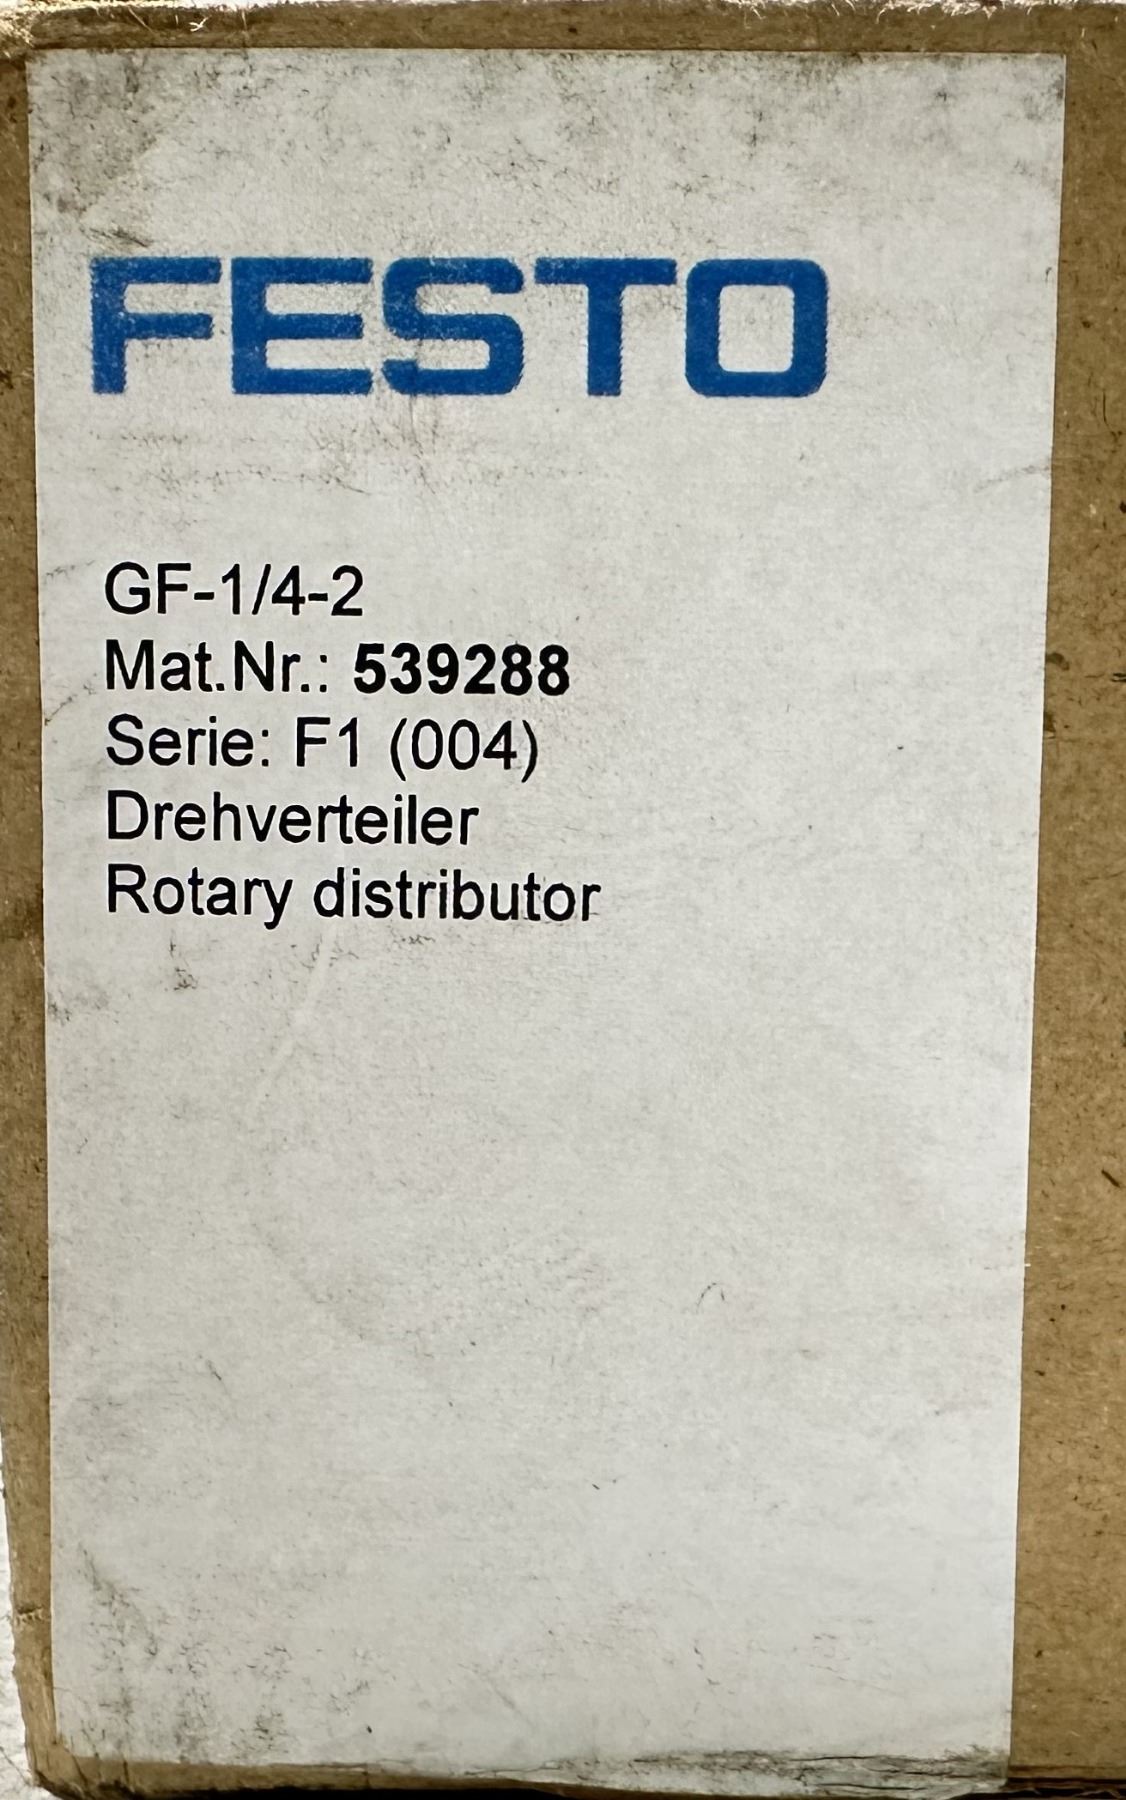 FESTO
GF-1/4-2
Mat.Nr.: 539288
Serie: F1 (004)
Drehverteiler
Rotary distributor